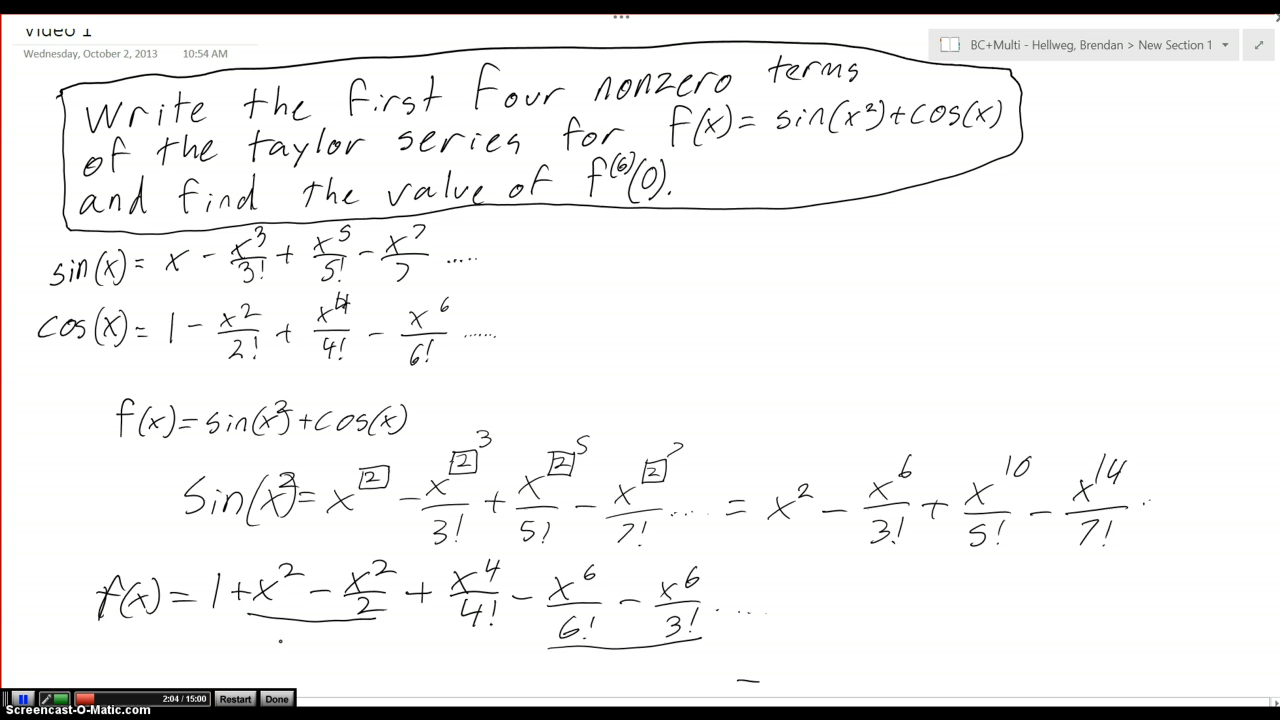 Video 1
Wednesday, October 2, 2013 10:54 AM
BC+Multi - Hellweg, Brendan > New Section 1
Write the first four nonzero terms
of the taylor series for f(x)= sin(x²)+cos(x)
and find the value of f⁽⁶⁾(0).
sin(x)= x - x³/3! + x⁵/5! - x⁷/7 .....
cos(x)= 1 - x²/2! + x⁴/4! - x⁶/6! ......
f(x)=sin(x²)+cos(x)
Sin(x²= x^[2] - x^[2]³/3! + x^[2]⁵/5! - x^[2]⁷/7! .... = x² - x⁶/3! + x¹⁰/5! - x¹⁴/7! ..
f(x) = 1+x² - x²/2 + x⁴/4! - x⁶/6! - x⁶/3! .....
2:04 / 15:00 Restart Done
Screencast-O-Matic.com